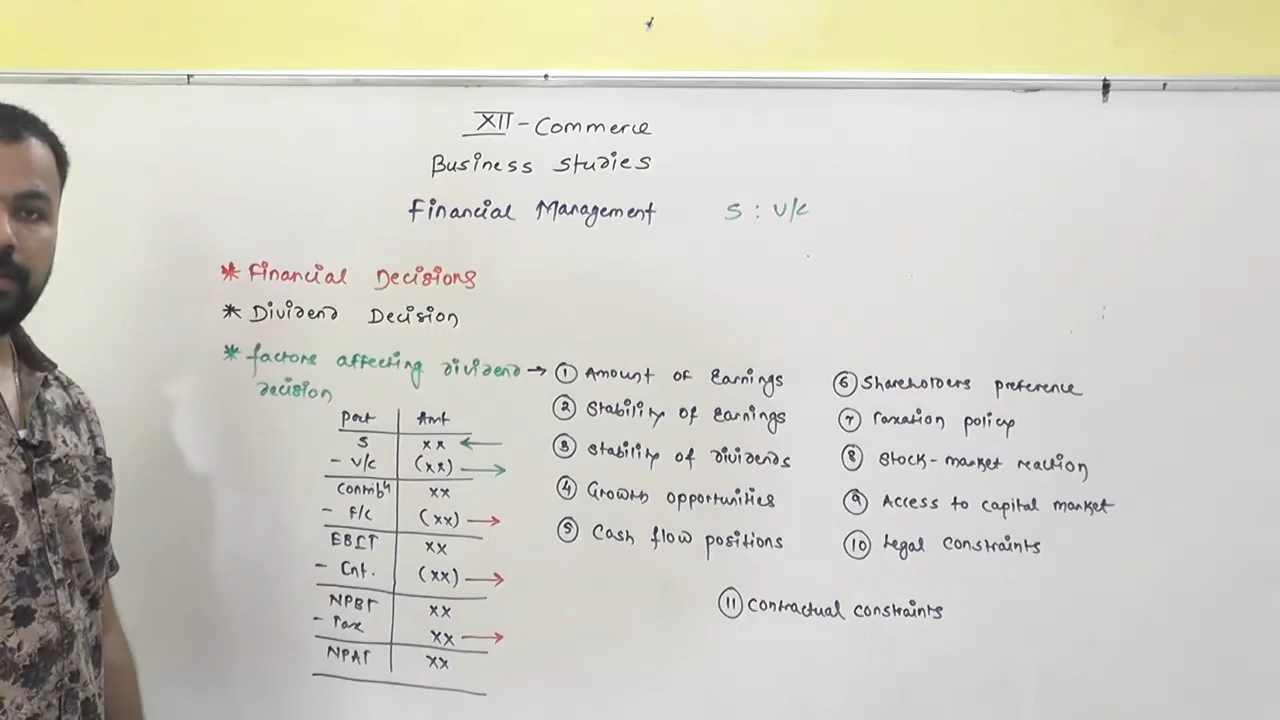 XII - Commerce
Business Studies
Financial Management S : V/C
* Financial Decisions
* Dividend Decision
* factors affecting dividend → ① Amount of Earnings
decision
② Stability of Earnings
③ Stability of dividends
④ Growth opportunities
⑤ Cash flow positions
⑥ Shareholders preference
⑦ Taxation policy
⑧ Stock-market reaction
⑨ Access to capital market
⑩ Legal constraints
⑪ Contractual constraints
Part Amt
S xx ←
- V/C (xx) →
Contribn xx
- F/C (xx) →
EBIT xx
- Int. (xx) →
NPBT xx
- Tax xx →
NPAT xx